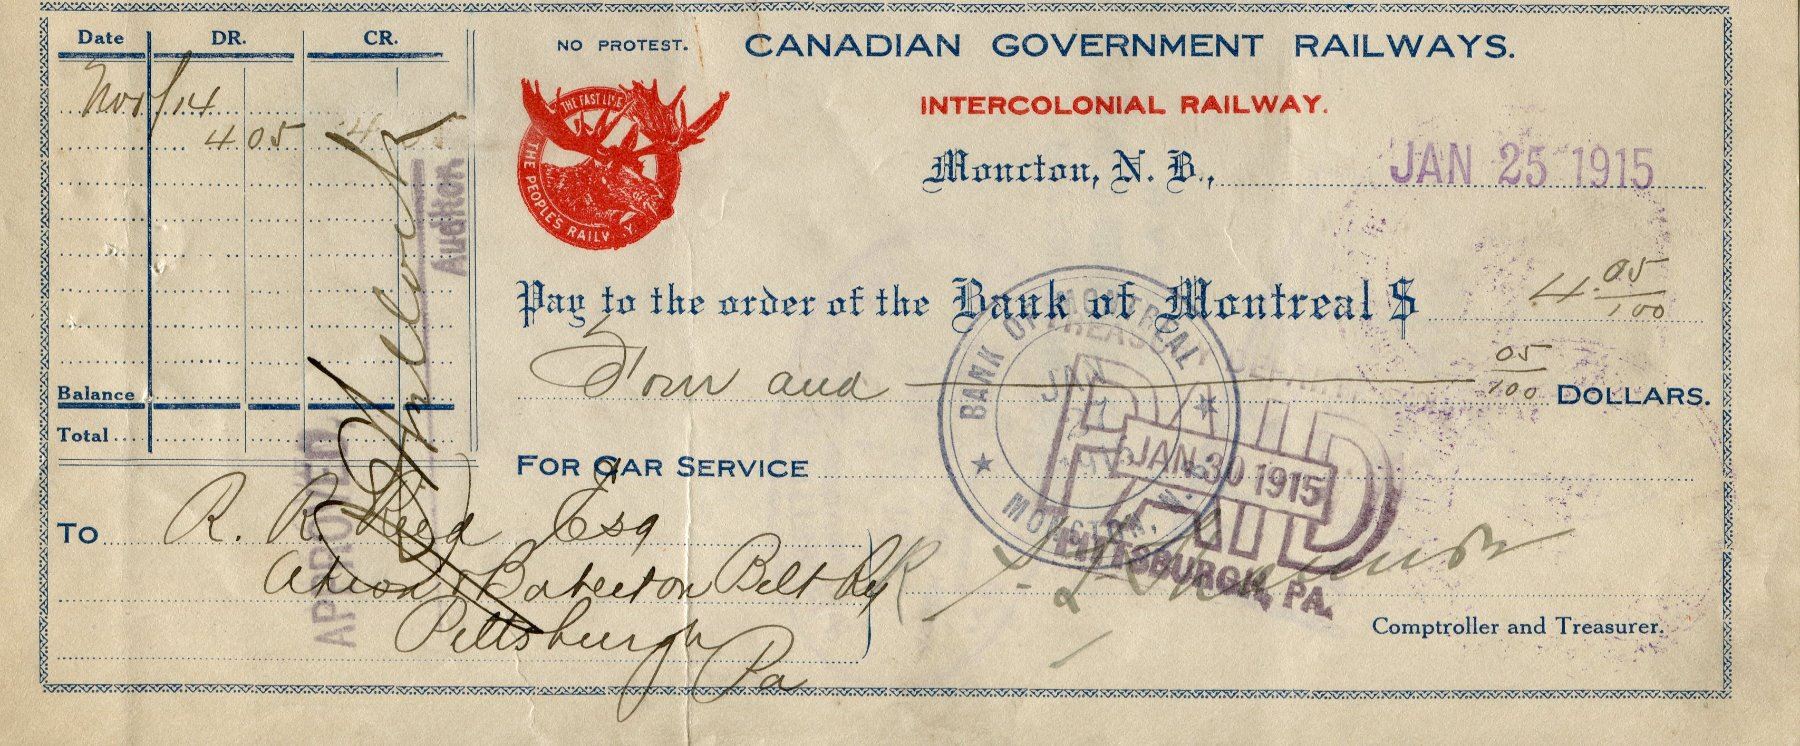 Date DR. CR.
Nov/14
4 05
Balance
Total
APPROVED
Auditor
NO PROTEST.
THE FAST LINE
THE PEOPLE'S RAILWAY
CANADIAN GOVERNMENT RAILWAYS.
INTERCOLONIAL RAILWAY.
Moncton, N. B., JAN 25 1915
Pay to the order of the Bank of Montreal $ 4.05/100
Four and 05/100 DOLLARS.
FOR CAR SERVICE
BANK OF MONTREAL
JAN
1915
MONCTON, N. B.
PAID
JAN 30 1915
PITTSBURGH, PA.
TO R. R. Reed Esq
Akron & Barberton Belt Ry
Pittsburgh
Pa
Comptroller and Treasurer.